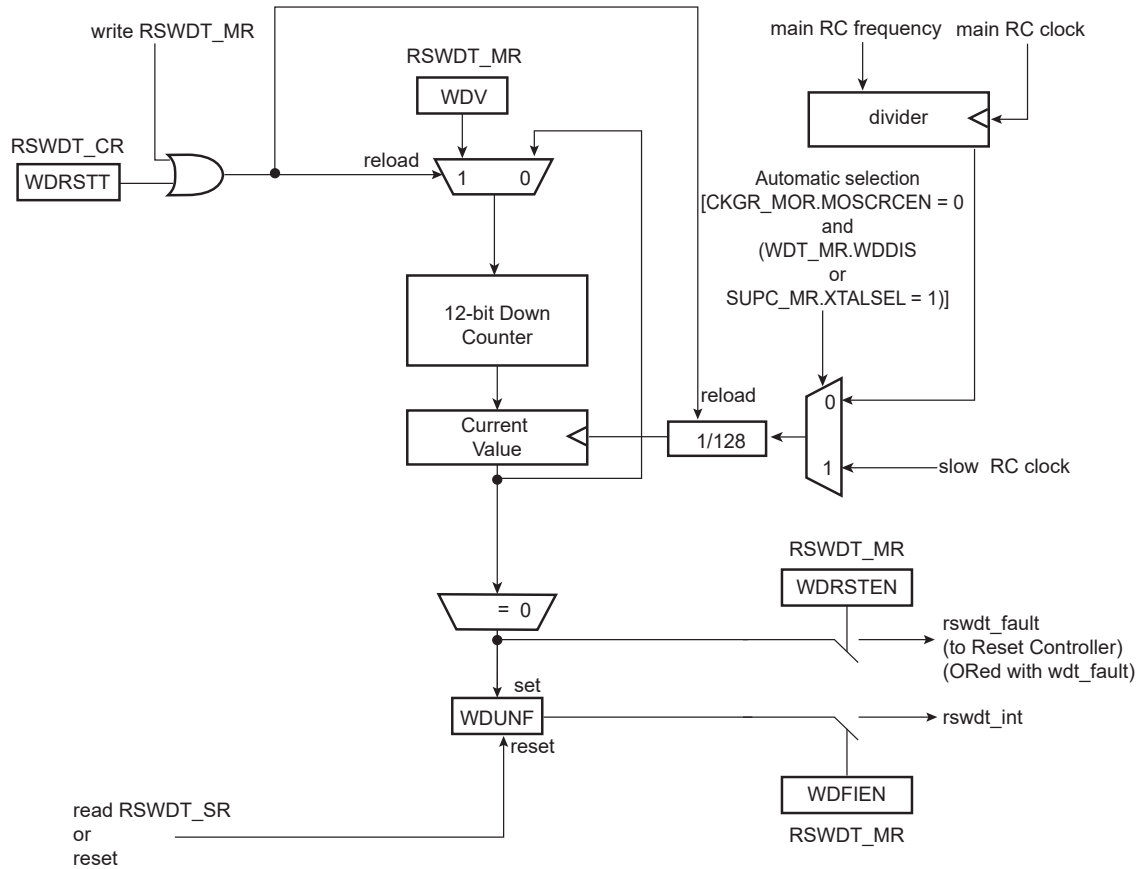 write RSWDT_MR
main RC frequency
main RC clock
RSWDT_MR
WDV
divider
RSWDT_CR
WDRSTT
reload
1 0
Automatic selection
[CKGR_MOR.MOSCRCEN = 0
and
(WDT_MR.WDDIS
or
SUPC_MR.XTALSEL = 1)]
12-bit Down
Counter
reload
0
Current
Value
1/128
1
slow RC clock
RSWDT_MR
WDRSTEN
= 0
rswdt_fault
(to Reset Controller)
(ORed with wdt_fault)
set
WDUNF
rswdt_int
reset
WDFIEN
RSWDT_MR
read RSWDT_SR
or
reset